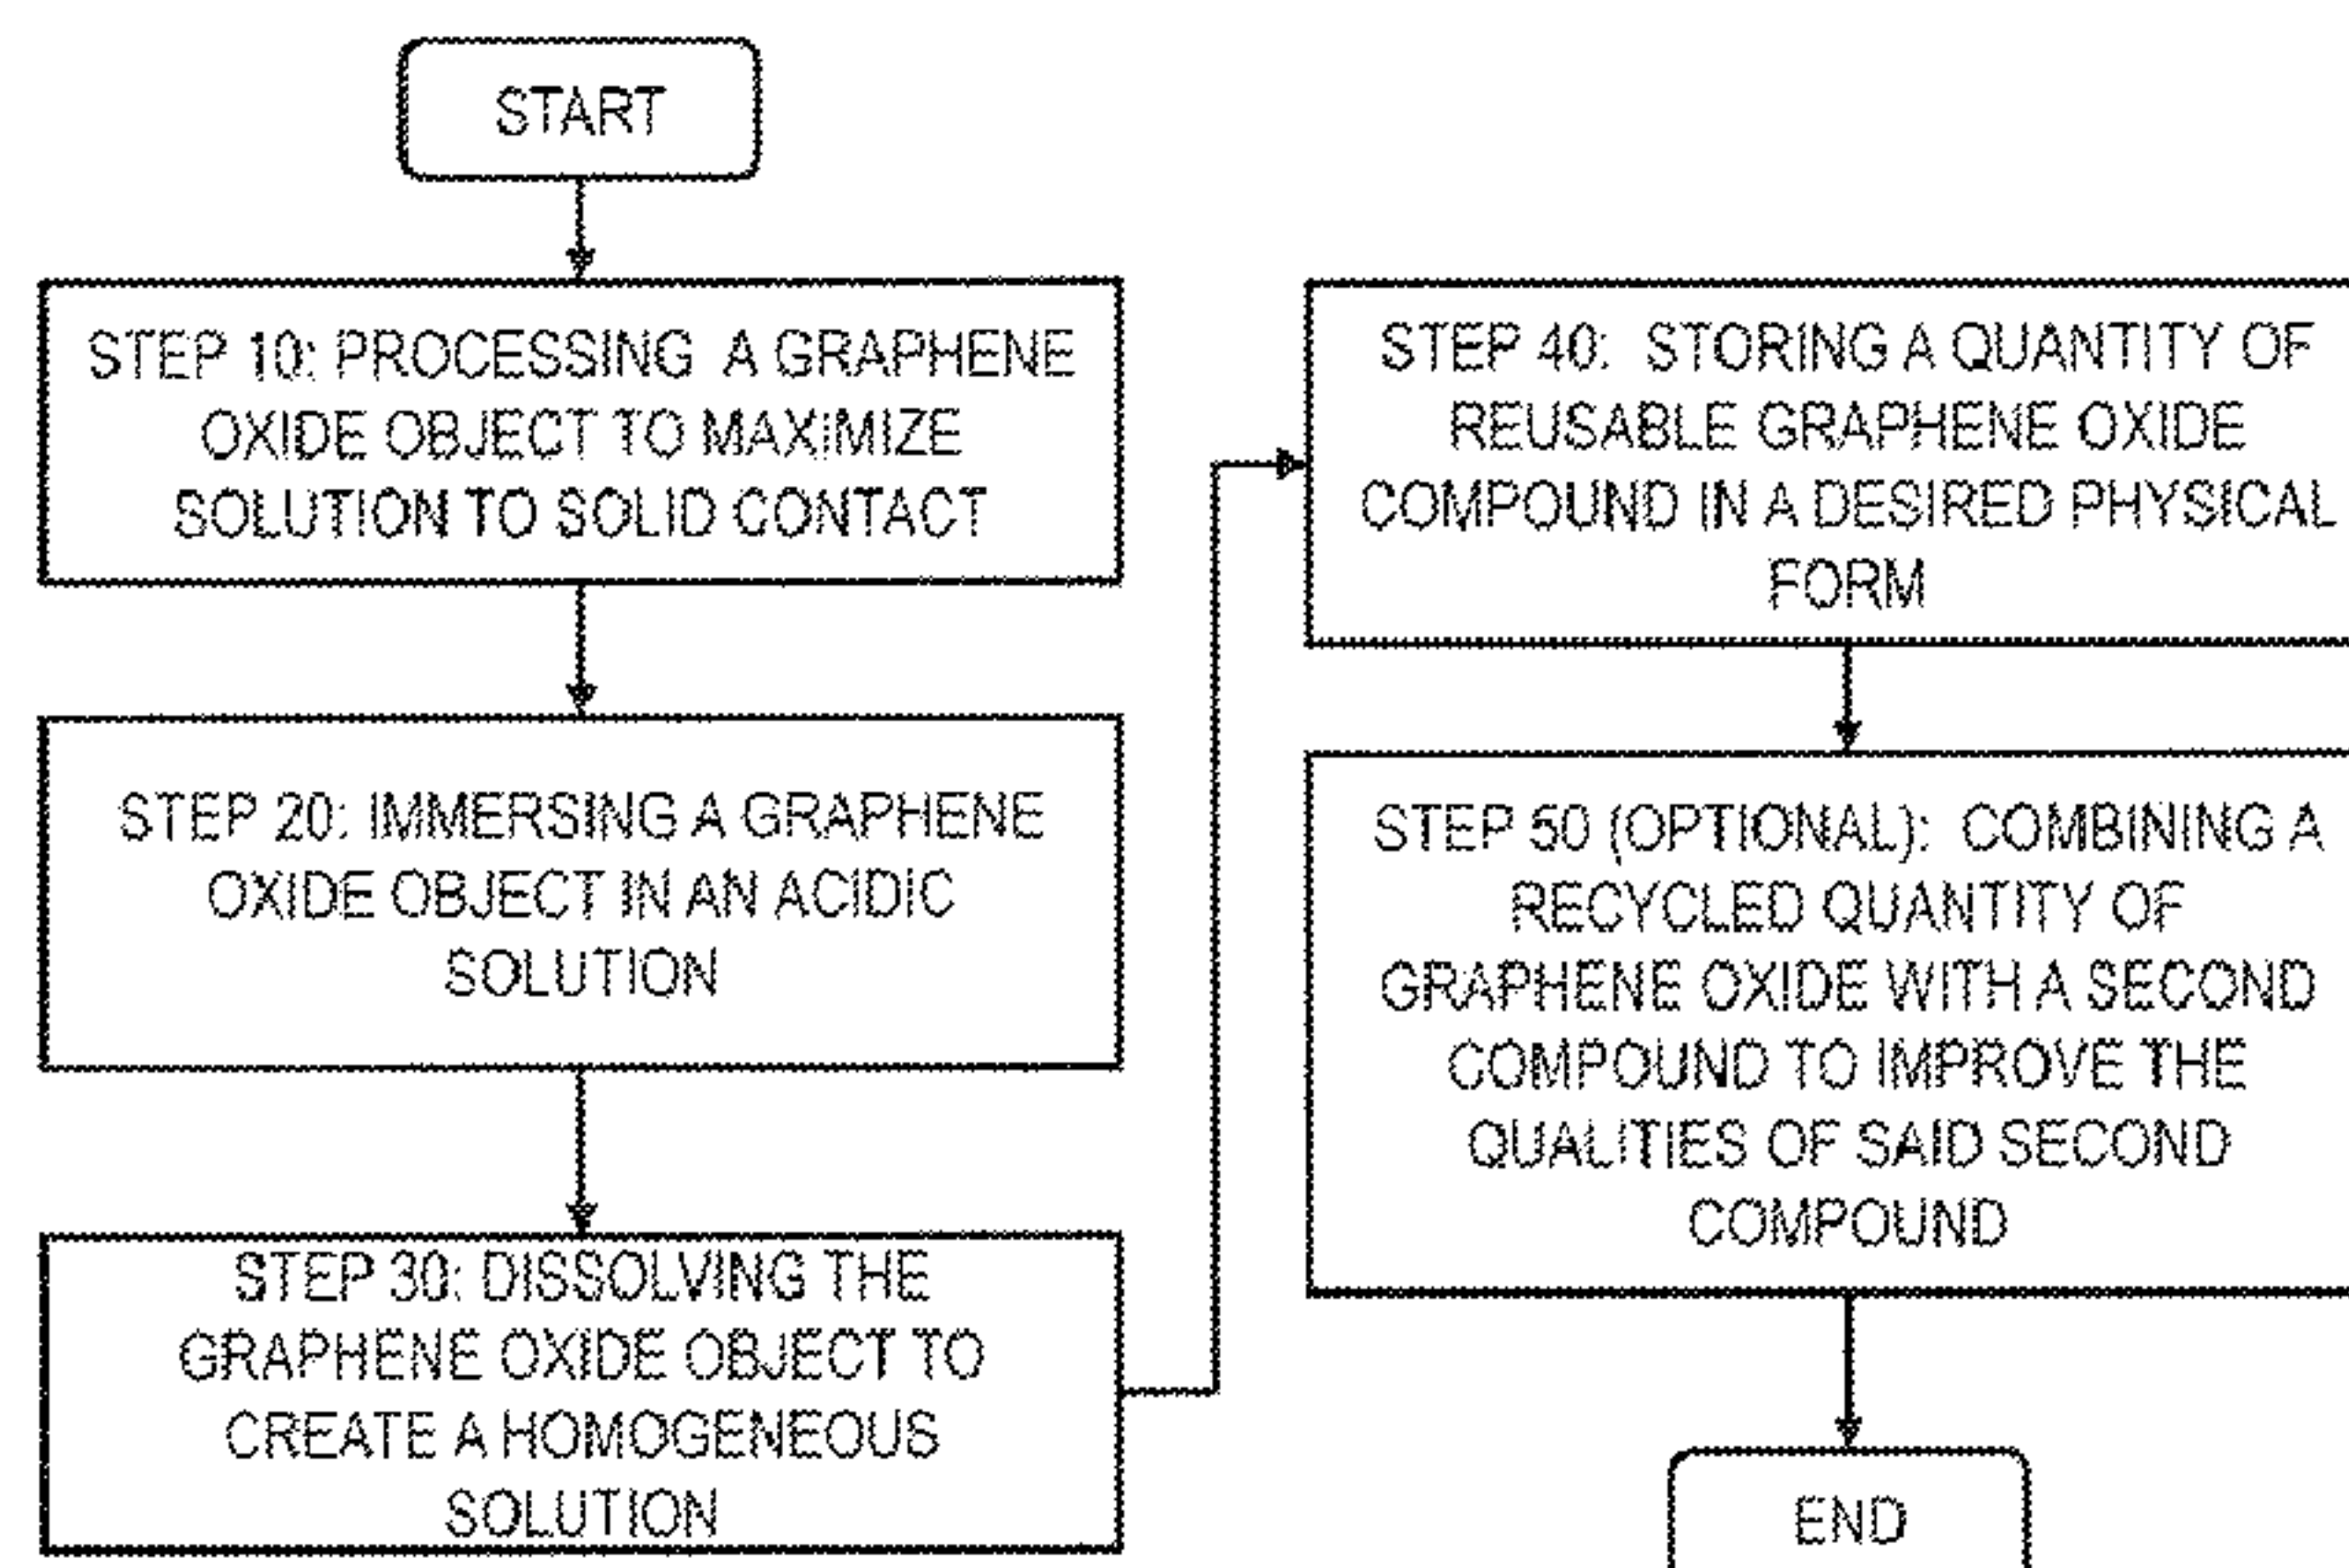 START
STEP 10: PROCESSING A GRAPHENE
OXIDE OBJECT TO MAXIMIZE
SOLUTION TO SOLID CONTACT
STEP 20: IMMERSING A GRAPHENE
OXIDE OBJECT IN AN ACIDIC
SOLUTION
STEP 30: DISSOLVING THE
GRAPHENE OXIDE OBJECT TO
CREATE A HOMOGENEOUS
SOLUTION
STEP 40: STORING A QUANTITY OF
REUSABLE GRAPHENE OXIDE
COMPOUND IN A DESIRED PHYSICAL
FORM
STEP 50 (OPTIONAL): COMBINING A
RECYCLED QUANTITY OF
GRAPHENE OXIDE WITH A SECOND
COMPOUND TO IMPROVE THE
QUALITIES OF SAID SECOND
COMPOUND
END